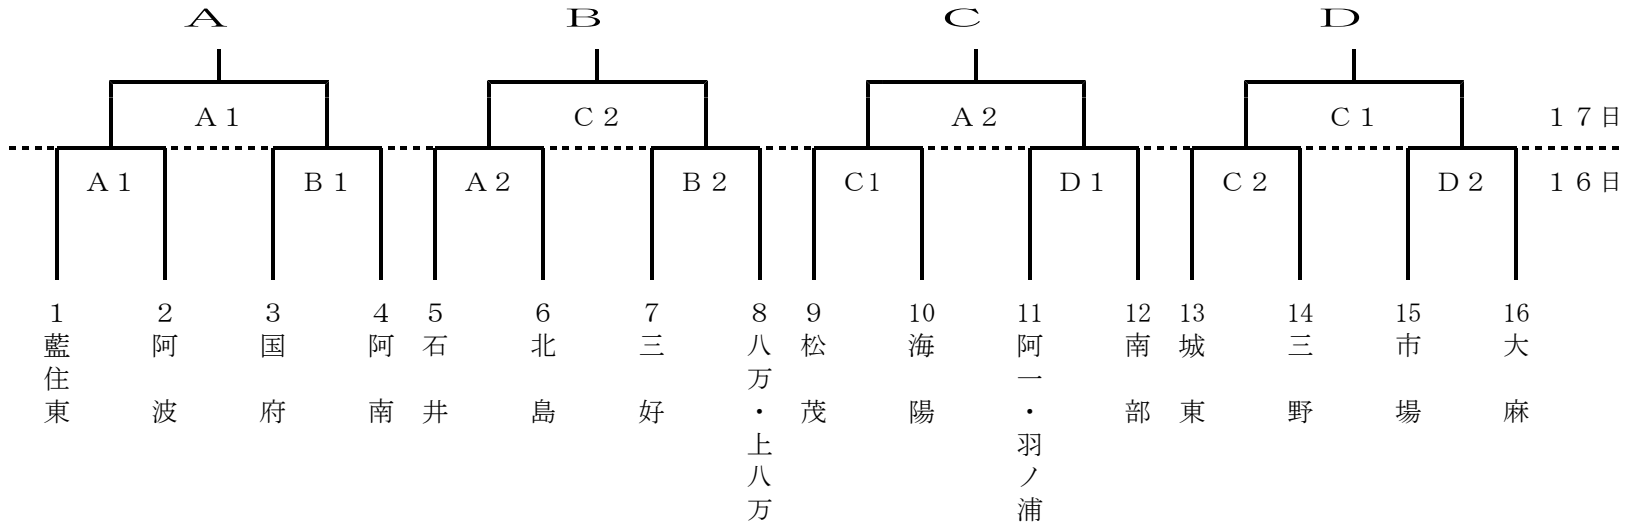 A B C D
A1 C2 A2 C1 17日
A1 B1 A2 B2 C1 D1 C2 D2 16日
1 2 3 4 5 6 7 8 9 10 11 12 13 14 15 16
藍住東
阿波
国府
阿南
石井
北島
三好
八万・上八万
松茂
海陽
阿一・羽ノ浦
南部
城東
三野
市場
大麻